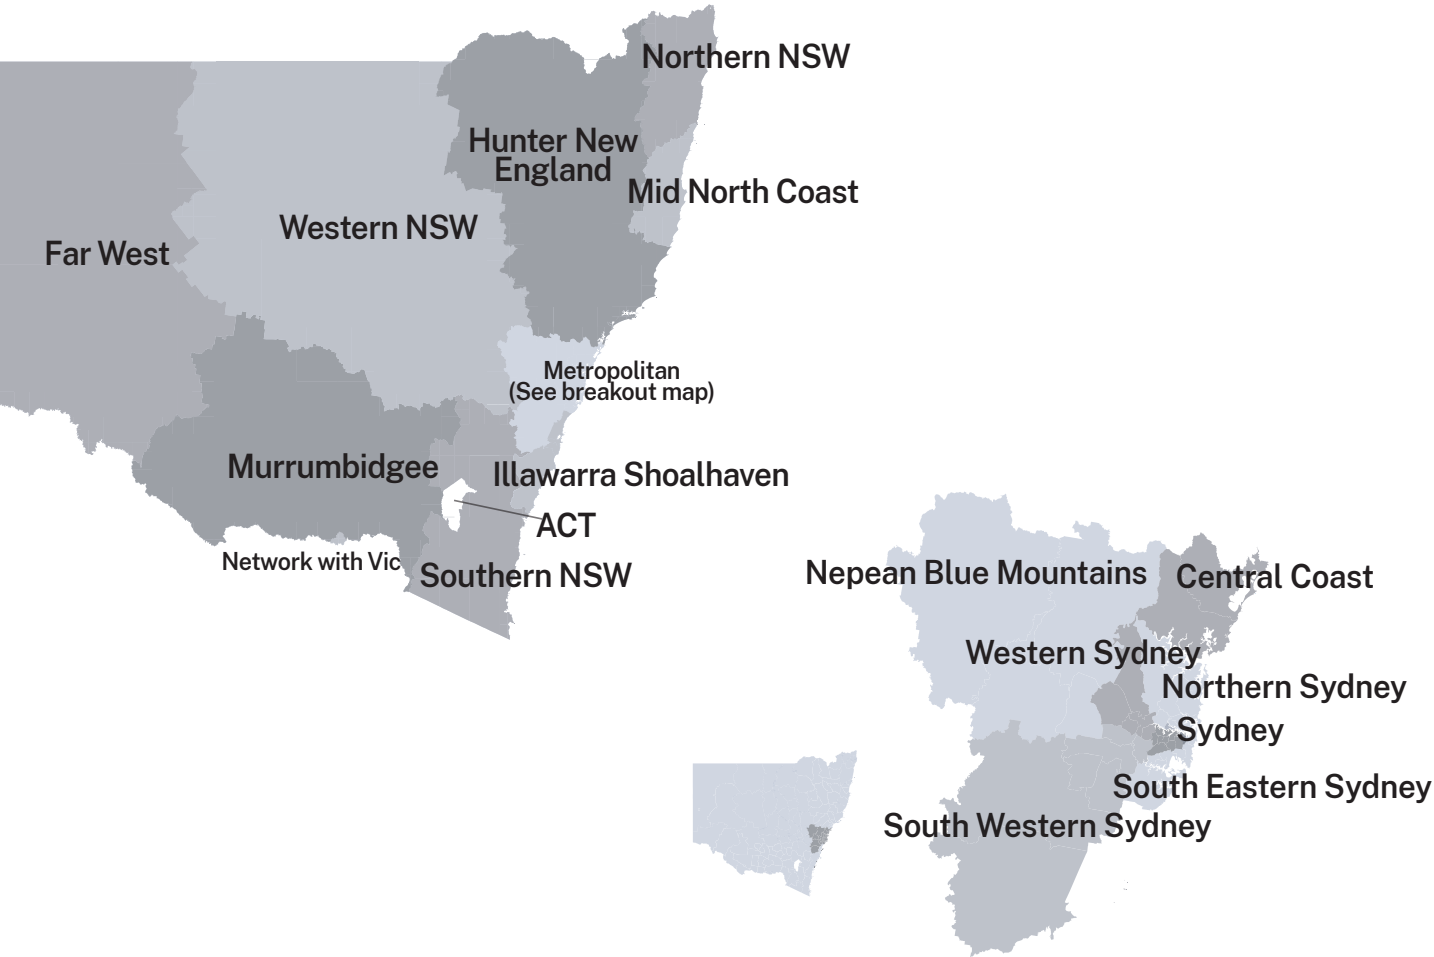 Northern NSW
Hunter New
England
Mid North Coast
Western NSW
Far West
Metropolitan
(See breakout map)
Murrumbidgee
Illawarra Shoalhaven
ACT
Network with Vic
Southern NSW
Nepean Blue Mountains
Central Coast
Western Sydney
Northern Sydney
Sydney
South Eastern Sydney
South Western Sydney